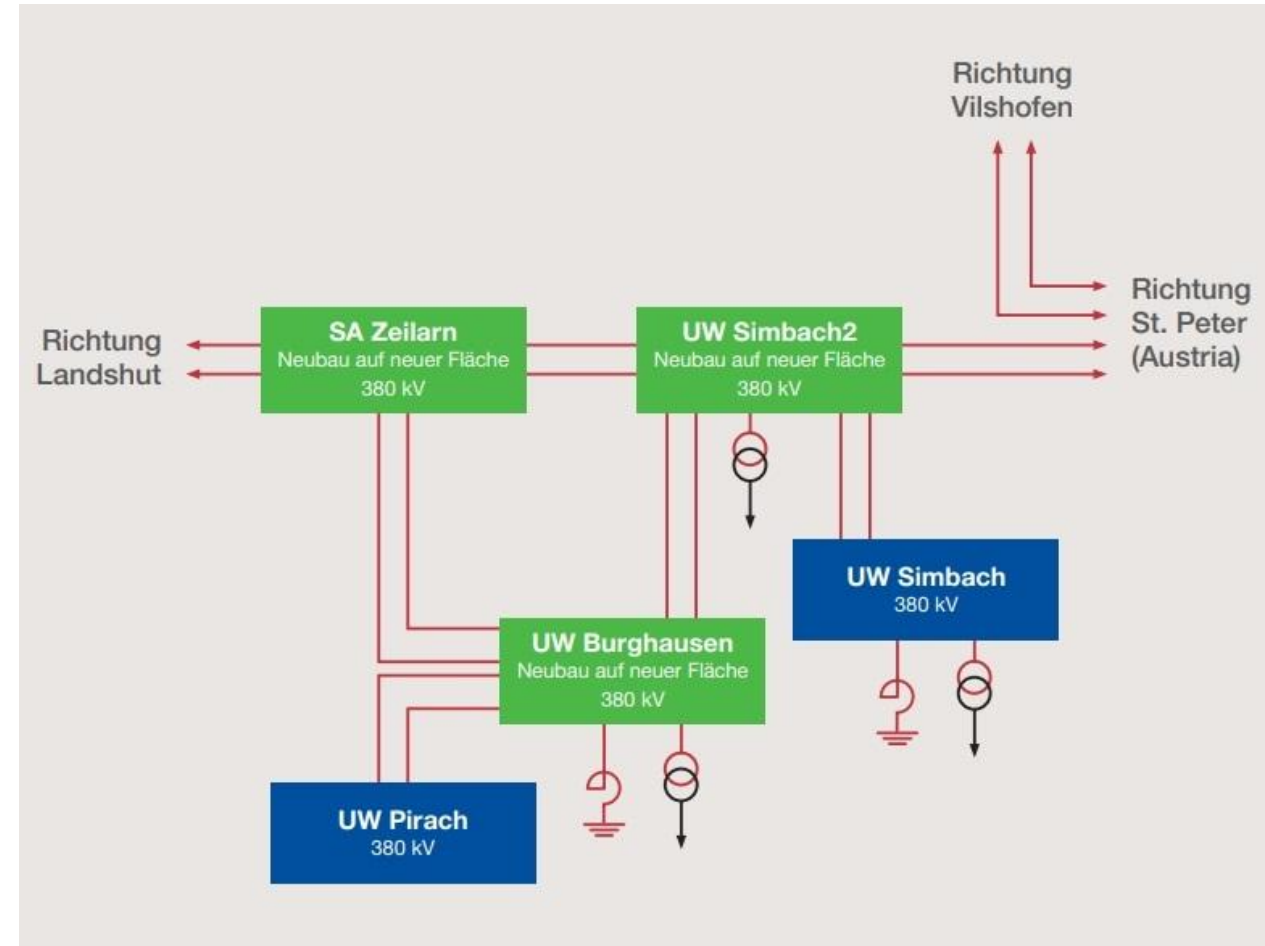 Richtung
Vilshofen
Richtung
St. Peter
(Austria)
Richtung
Landshut
SA Zeilarn
Neubau auf neuer Fläche
380 kV
UW Simbach2
Neubau auf neuer Fläche
380 kV
UW Simbach
380 kV
UW Burghausen
Neubau auf neuer Fläche
380 kV
UW Pirach
380 kV